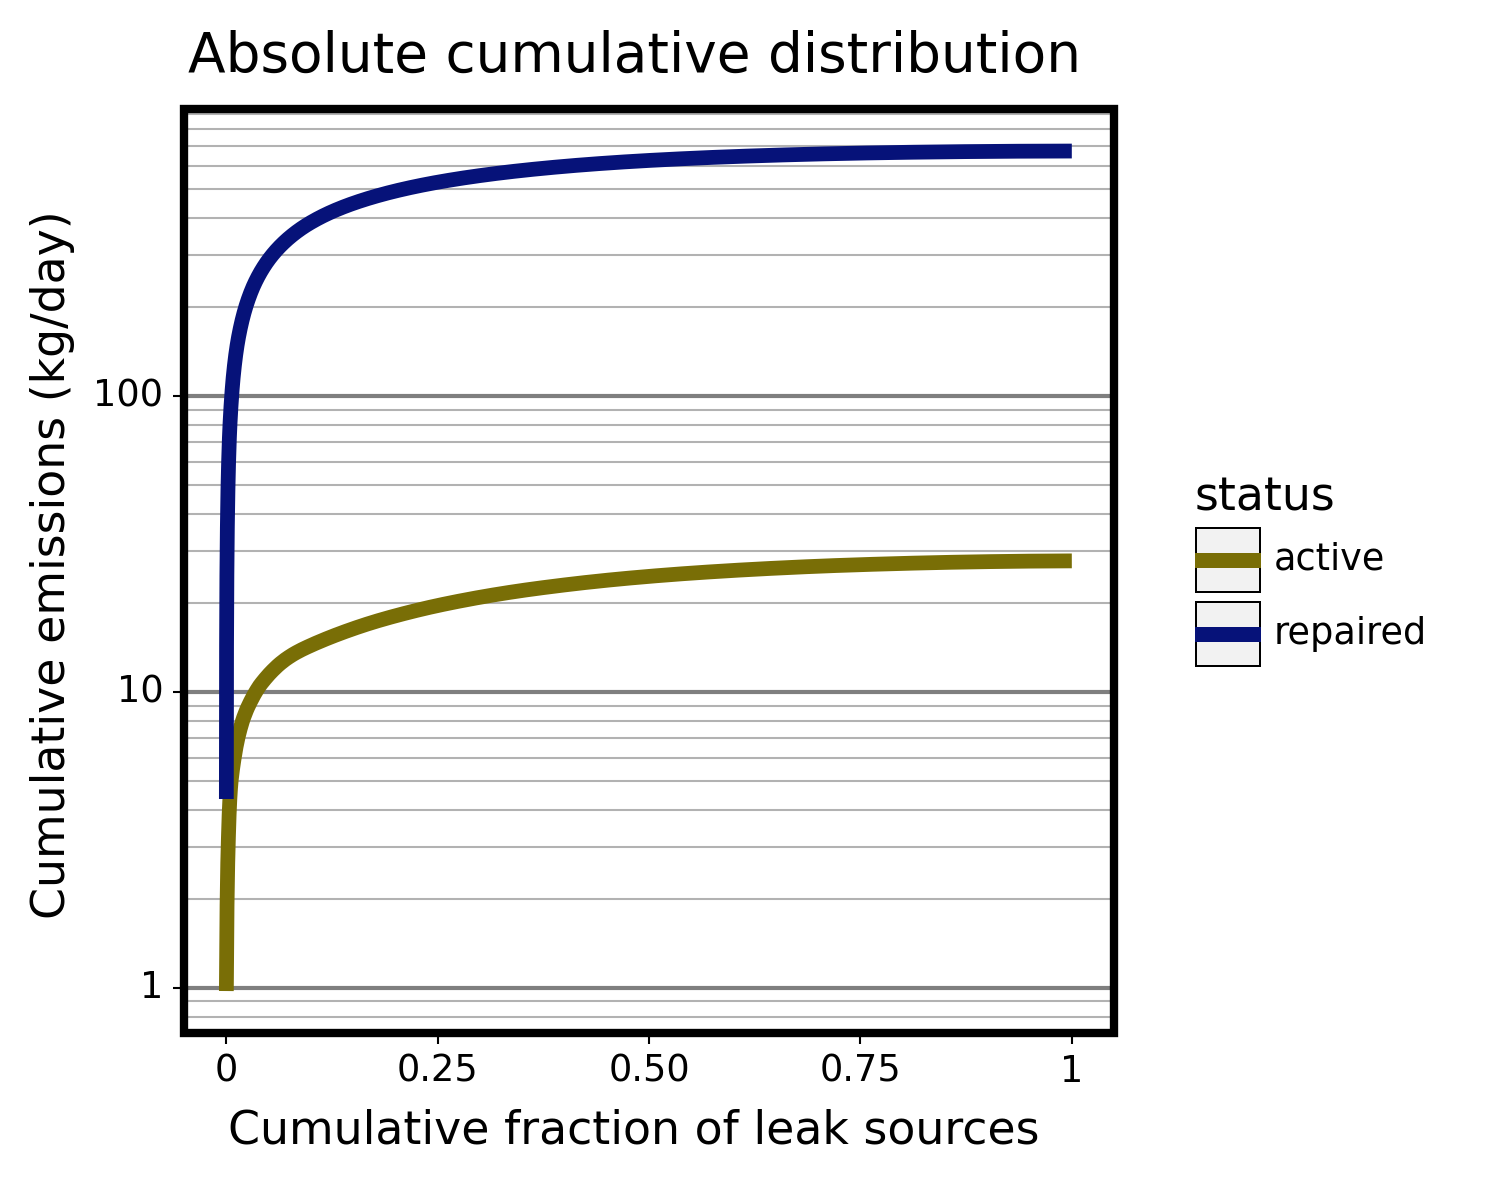 Absolute cumulative distribution
Cumulative emissions (kg/day)
100
10
1
0
0.25
0.50
0.75
1
Cumulative fraction of leak sources
status
active
repaired